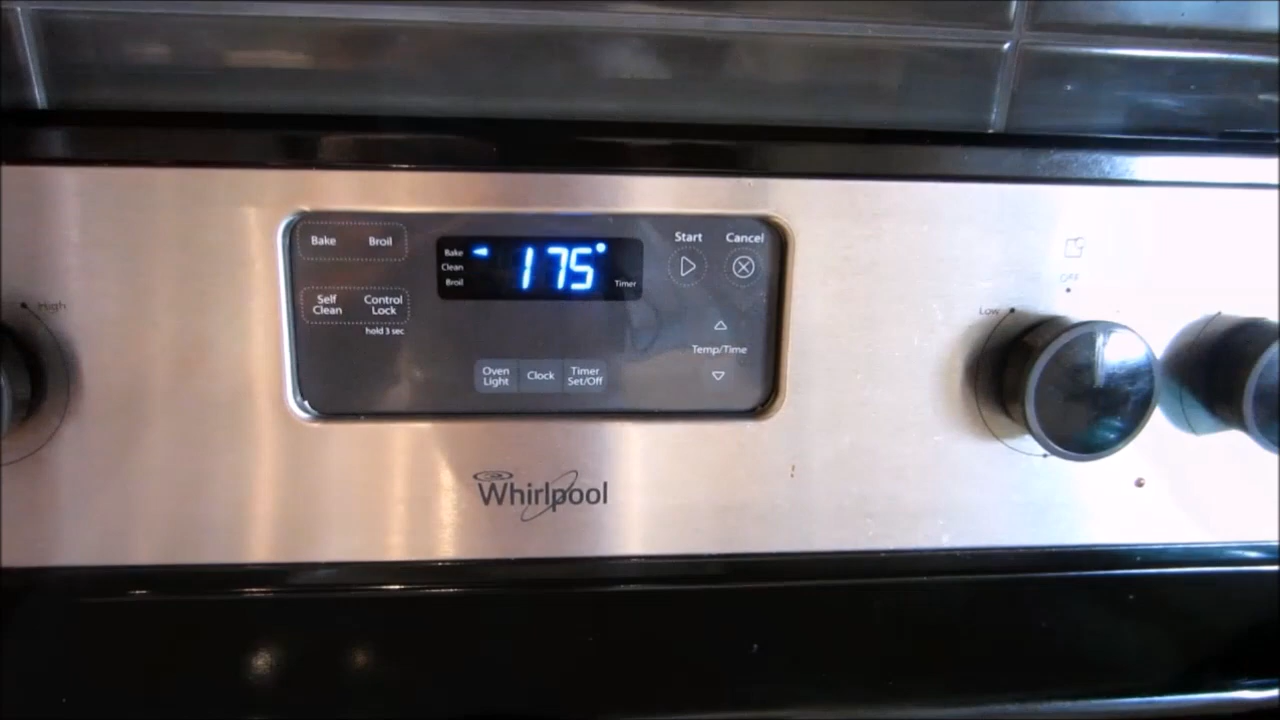 Bake Broil
Self Clean
Control Lock
hold 3 sec
Bake
Clean
Broil
175°
Timer
Oven Light
Clock
Timer Set/Off
Start Cancel
Temp/Time
Whirlpool
High
OFF
Low